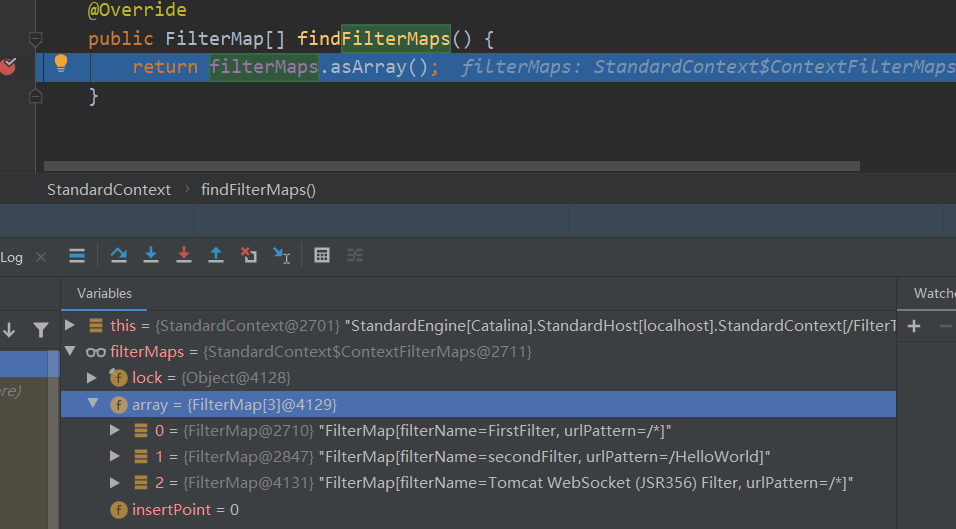 @Override
public FilterMap[] findFilterMaps() {
return filterMaps.asArray(); filterMaps: StandardContext$ContextFilterMaps
}
StandardContext › findFilterMaps()
Log
Variables
Watche
this = {StandardContext@2701} "StandardEngine[Catalina].StandardHost[localhost].StandardContext[/FilterT
filterMaps = {StandardContext$ContextFilterMaps@2711}
lock = {Object@4128}
re)
array = {FilterMap[3]@4129}
0 = {FilterMap@2710} "FilterMap[filterName=FirstFilter, urlPattern=/*]"
1 = {FilterMap@2847} "FilterMap[filterName=secondFilter, urlPattern=/HelloWorld]"
2 = {FilterMap@4131} "FilterMap[filterName=Tomcat WebSocket (JSR356) Filter, urlPattern=/*]"
insertPoint = 0